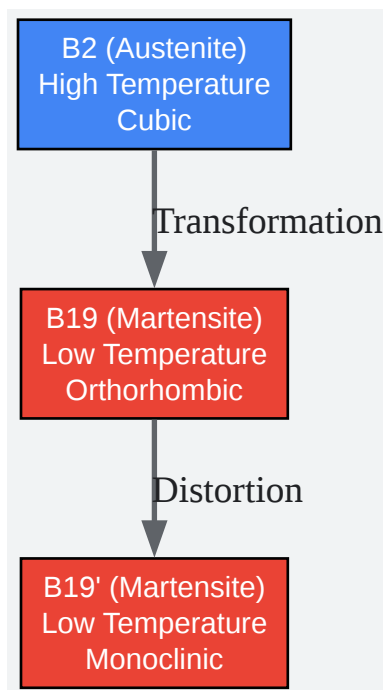 B2 (Austenite)
High Temperature
Cubic
Transformation
B19 (Martensite)
Low Temperature
Orthorhombic
Distortion
B19' (Martensite)
Low Temperature
Monoclinic